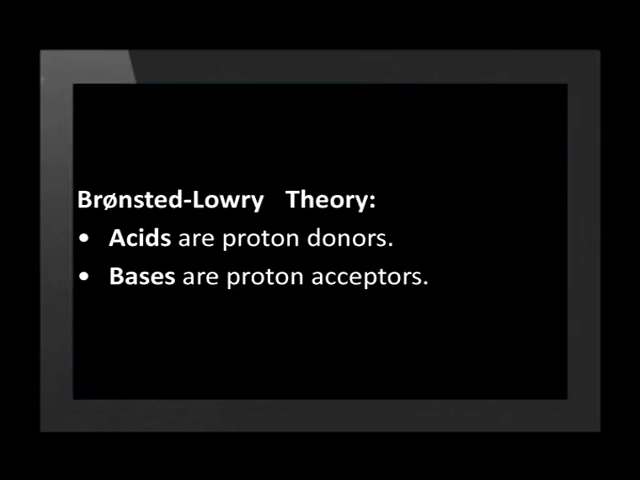 Brønsted-Lowry Theory:
• Acids are proton donors.
• Bases are proton acceptors.